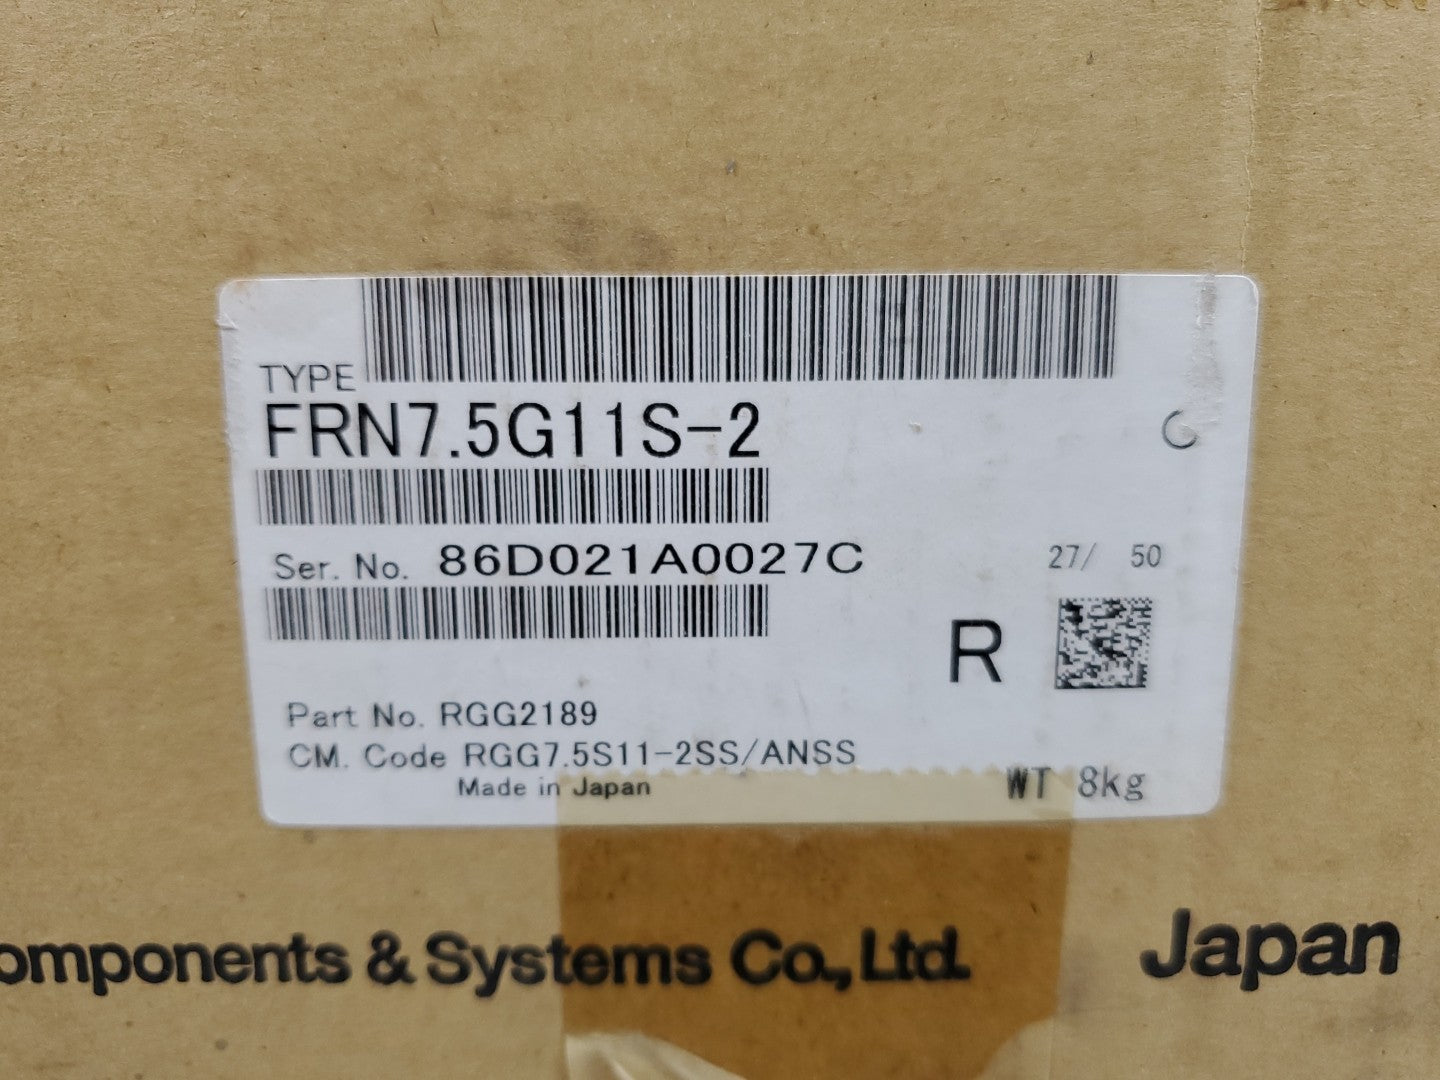 TYPE
FRN7.5G11S-2
Ser. No. 86D021A0027C 27/ 50
R
Part No. RGG2189
CM. Code RGG7.5S11-2SS/ANSS
Made in Japan
WT 8kg
omponents & Systems Co.,Ltd. Japan